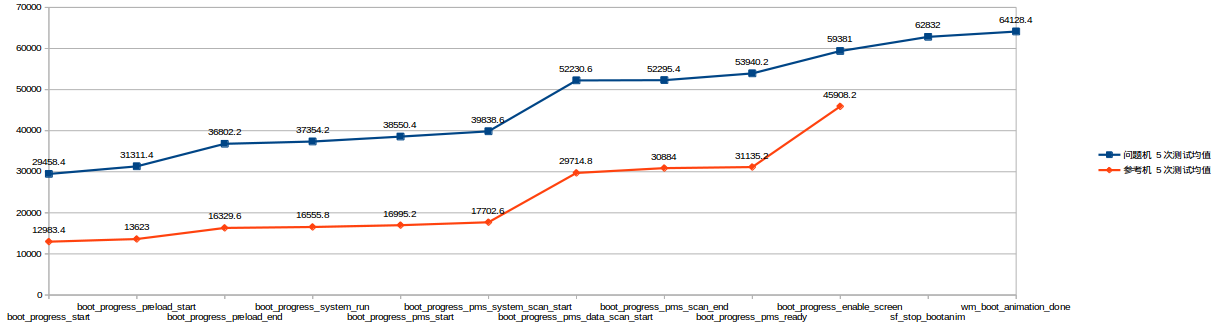 70000
60000
50000
40000
30000
20000
10000
0
29458.4
31311.4
36802.2
37354.2
38550.4
39838.6
52230.6
52295.4
53940.2
59381
62832
64128.4
12983.4
13623
16329.6
16555.8
16995.2
17702.6
29714.8
30884
31135.2
45908.2
boot_progress_start
boot_progress_preload_start
boot_progress_preload_end
boot_progress_system_run
boot_progress_pms_start
boot_progress_pms_system_scan_start
boot_progress_pms_data_scan_start
boot_progress_pms_scan_end
boot_progress_pms_ready
boot_progress_enable_screen
sf_stop_bootanim
wm_boot_animation_done
问题机 5 次测试均值
参考机 5 次测试均值